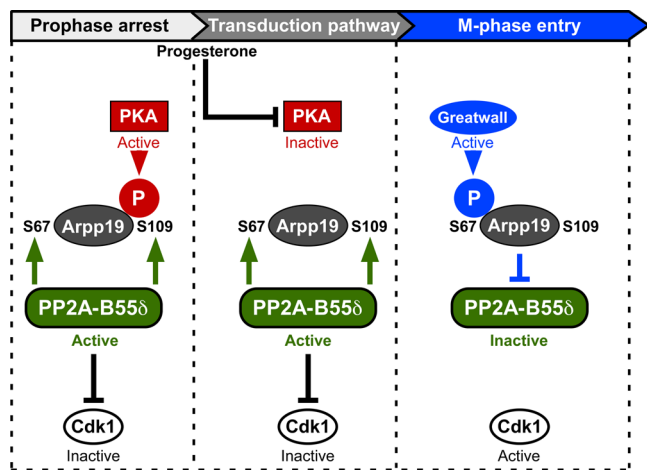 Prophase arrest
Transduction pathway
M-phase entry
Progesterone
PKA
Active
P
S67
Arpp19
S109
PP2A-B55δ
Active
Cdk1
Inactive
PKA
Inactive
S67
Arpp19
S109
PP2A-B55δ
Active
Cdk1
Inactive
Greatwall
Active
P
S67
Arpp19
S109
PP2A-B55δ
Inactive
Cdk1
Active